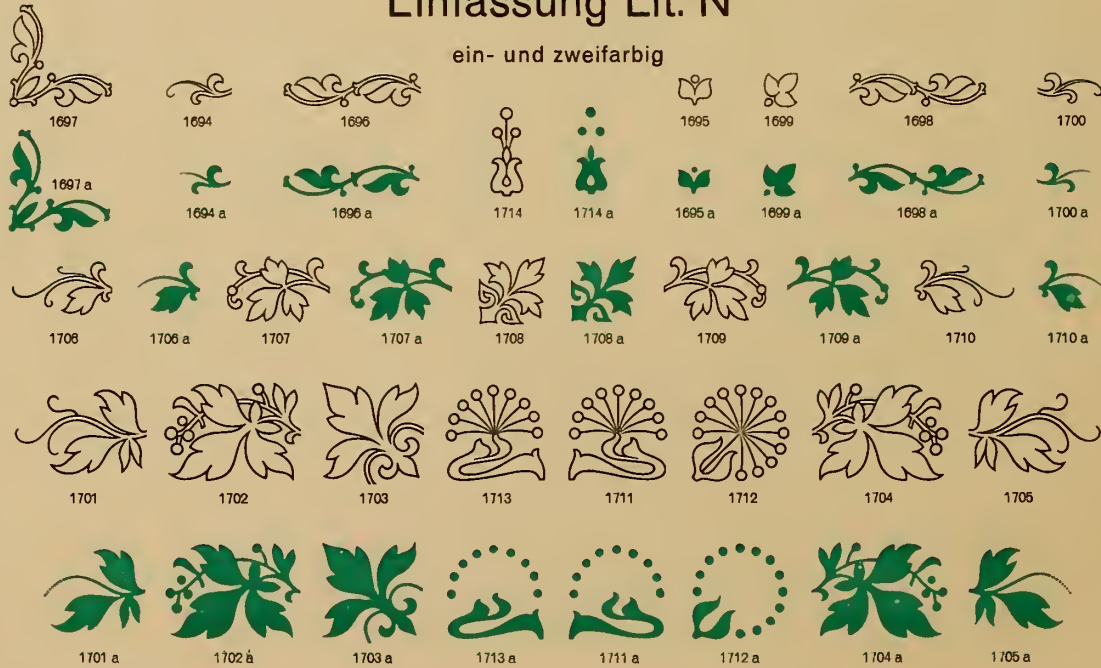 Einfassung Lit. N
ein- und zweifarbig
1697 1694 1696 1695 1699 1698 1700
1697 a
1694 a 1696 a 1714 1714 a 1695 a 1699 a 1698 a 1700 a
1706 1706 a 1707 1707 a 1708 1708 a 1709 1709 a 1710 1710 a
1701 1702 1703 1713 1711 1712 1704 1705
1701 a 1702 a 1703 a 1713 a 1711 a 1712 a 1704 a 1705 a